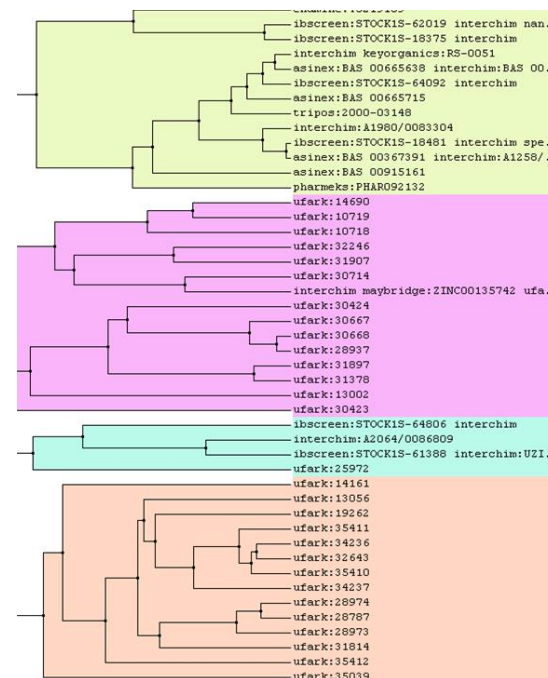 ibscreen:STOCK1S-62019 interchim nan.
ibscreen:STOCK1S-18375 interchim
interchim keyorganics:RS-0051
asinex:BAS 00665638 interchim:BAS 00.
ibscreen:STOCK1S-64092 interchim
asinex:BAS 00665715
tripos:2000-03148
interchim:A1980/0083304
ibscreen:STOCK1S-18481 interchim spe.
asinex:BAS 00367391 interchim:A1258/.
asinex:BAS 00915161
pharmeks:PHAR092132
ufark:14690
ufark:10719
ufark:10718
ufark:32246
ufark:31907
ufark:30714
interchim maybridge:ZINC00135742 ufa.
ufark:30424
ufark:30667
ufark:30668
ufark:28937
ufark:31897
ufark:31378
ufark:13002
ufark:30423
ibscreen:STOCK1S-64806 interchim
interchim:A2064/0086809
ibscreen:STOCK1S-61388 interchim:UZI.
ufark:25972
ufark:14161
ufark:13056
ufark:19262
ufark:35411
ufark:34236
ufark:32643
ufark:35410
ufark:34237
ufark:28974
ufark:28787
ufark:28973
ufark:31814
ufark:35412
ufark:35039